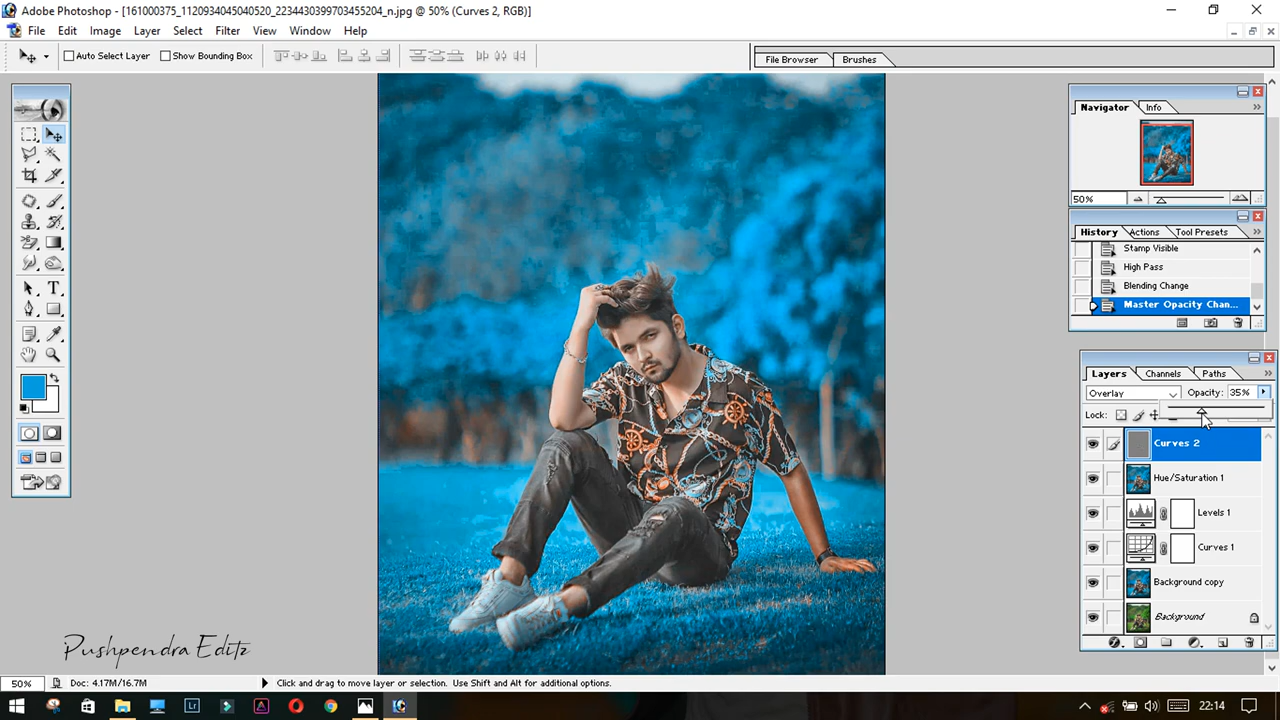 Adobe Photoshop - [161000375_1120934045040520_2234430399703455204_n.jpg @ 50% (Curves 2, RGB)]
File Edit Image Layer Select Filter View Window Help
Auto Select Layer Show Bounding Box File Browser Brushes
Navigator Info
50%
History Actions Tool Presets
Stamp Visible
High Pass
Blending Change
Master Opacity Chan...
Layers Channels Paths
Overlay Opacity: 35%
Lock:
Curves 2
Hue/Saturation 1
Levels 1
Curves 1
Background copy
Background
Pushpendra Editz
50% Doc: 4.17M/16.7M Click and drag to move layer or selection. Use Shift and Alt for additional options.
22:14